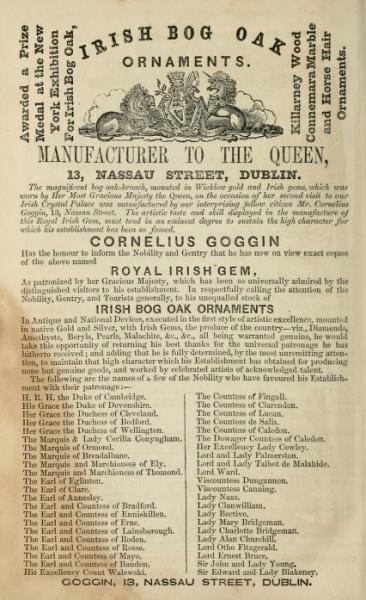 Awarded a Prize
Medal at the New
York Exhibition
For Irish Bog Oak,
IRISH BOG OAK
ORNAMENTS.
Killarney Wood
Connemara Marble
and Horse Hair
Ornaments.
MANUFACTURER TO THE QUEEN,
13, NASSAU STREET, DUBLIN.
The magnificent bog oak-brooch, mounted in Wicklow gold and Irish gems, which was
worn by Her Most Gracious Majesty the Queen, on the occasion of her second visit to our
Irish Crystal Palace was manufactured by our interprising fellow citizen Mr. Cornelius
Goggin, 13, Nassau Street. The artistic taste and skill displayed in the manufacture of
this Royal Irish Gem, must tend in an eminent degree to sustain the high character for
which his establishment has been so famed.
CORNELIUS GOGGIN
Has the honour to inform the Nobility and Gentry that he has now on view exact copies
of the above named
ROYAL IRISH GEM,
As patronised by her Gracious Majesty, which has been so universally admired by the
distinguished visitors to his establishment. In respectfully calling the attention of the
Nobility, Gentry, and Tourists generally, to his unequalled stock of
IRISH BOG OAK ORNAMENTS
In Antique and National Devices, executed in the first style of artistic excellence, mounted
in native Gold and Silver, with Irish Gems, the produce of the country—viz., Diamonds,
Amethysts, Beryls, Pearls, Malachite, &c., &c., all being warranted genuine, he would
take this opportunity of returning his best thanks for the universal patronage he has
hitherto received; and adding that he is fully determined, by the most unremitting atten-
tion, to maintain that high character which his Establishment has obtained for producing
none but genuine goods, and worked by celebrated artists of acknowledged talent.
The following are the names of a few of the Nobility who have favoured his Establish-
ment with their patronage:—
H. R. H. the Duke of Cambridge.
His Grace the Duke of Devonshire.
Her Grace the Duchess of Cleveland.
Her Grace the Duchess of Bedford.
Her Grace the Duchess of Wellington.
The Marquis & Lady Cecilia Conyngham.
The Marquis of Ormond.
The Marquis of Breadalbane.
The Marquis and Marchioness of Ely.
The Marquis and Marchioness of Thomond.
The Earl of Eglinton.
The Earl of Clare.
The Earl of Annesley.
The Earl and Countess of Bradford.
The Earl and Countess of Enniskillen.
The Earl and Countess of Erne.
The Earl and Countess of Lainsborough.
The Earl and Countess of Roden.
The Earl and Countess of Rosse.
The Earl and Countess of Mayo.
The Earl and Countess of Bandon.
His Excellency Count Walewski.
The Countess of Fingall.
The Countess of Clarendon.
The Countess of Lucan.
The Countess de Salis.
The Countess of Caledon.
The Dowager Countess of Caledon.
Her Excellency Lady Cowley.
Lord and Lady Palmerston.
Lord and Lady Talbot de Malahide.
Lord Ward.
Viscountess Dungannon.
Viscountess Canning.
Lady Naas.
Lady Clanwilliam.
Lady Bective.
Lady Mary Bridgeman.
Lady Charlotte Bridgeman.
Lady Alan Churchill.
Lord Otho Fitzgerald.
Lord Ernest Bruce.
Sir John and Lady Young.
Sir Edward and Lady Blakeney.
GOGGIN, 13, NASSAU STREET, DUBLIN.